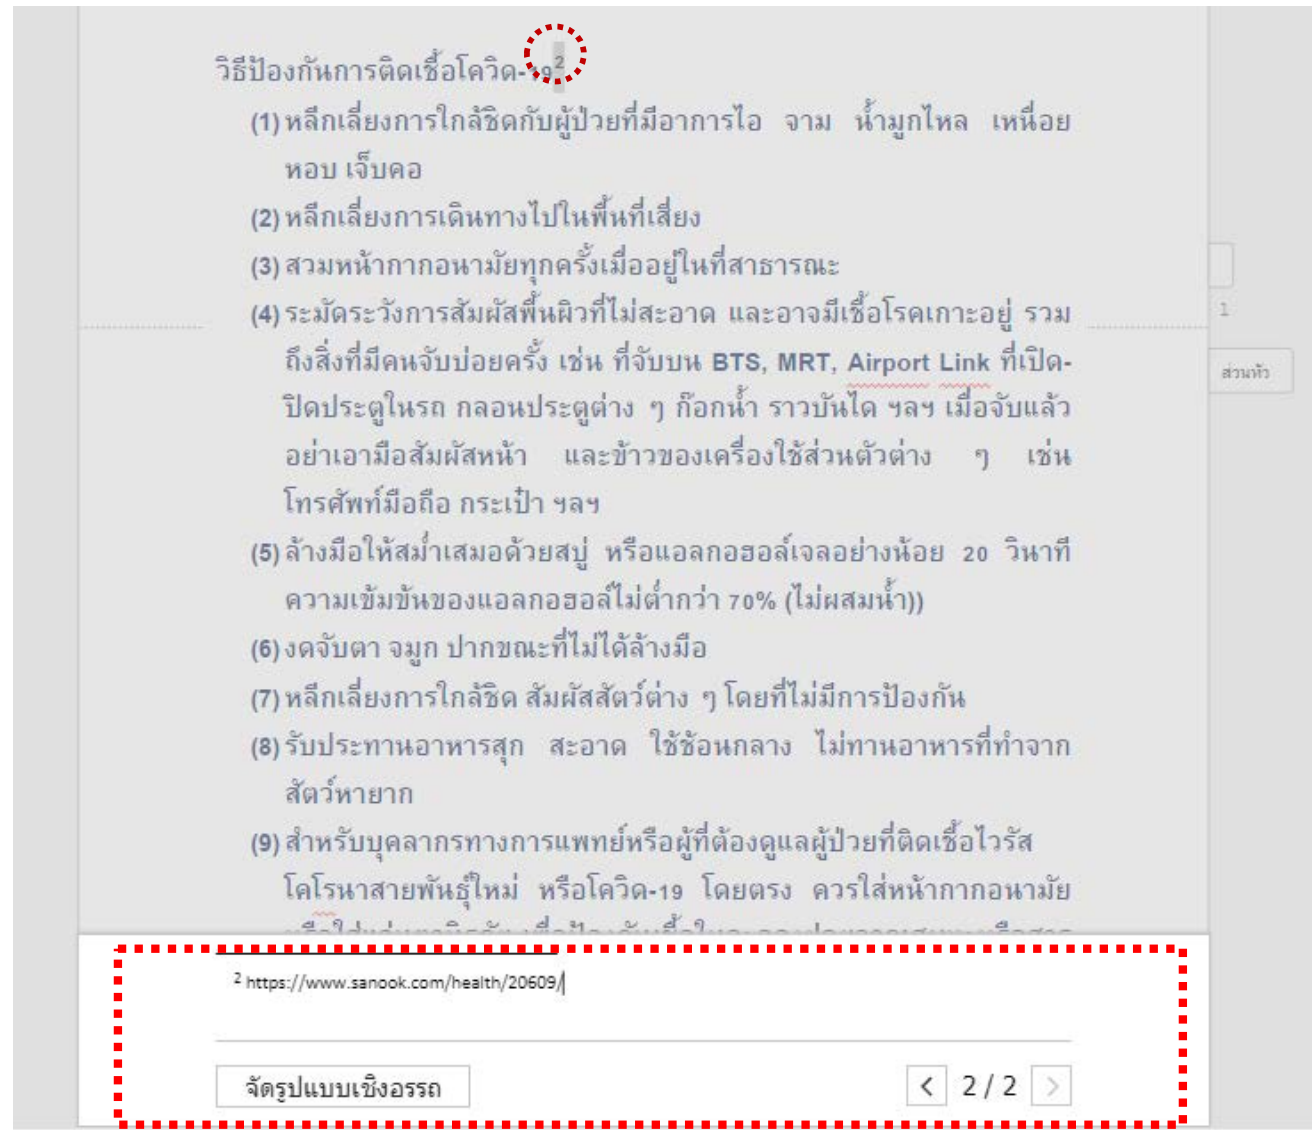 วิธีป้องกันการติดเชื้อโควิด-19²
(1) หลีกเลี่ยงการใกล้ชิดกับผู้ป่วยที่มีอาการไอ จาม น้ำมูกไหล เหนื่อย
หอบ เจ็บคอ
(2) หลีกเลี่ยงการเดินทางไปในพื้นที่เสี่ยง
(3) สวมหน้ากากอนามัยทุกครั้งเมื่ออยู่ในที่สาธารณะ
1
(4) ระมัดระวังการสัมผัสพื้นผิวที่ไม่สะอาด และอาจมีเชื้อโรคเกาะอยู่ รวม
ถึงสิ่งที่มีคนจับบ่อยครั้ง เช่น ที่จับบน BTS, MRT, Airport Link ที่เปิด-
ส่วนหัว
ปิดประตูในรถ กลอนประตูต่าง ๆ ก๊อกน้ำ ราวบันได ฯลฯ เมื่อจับแล้ว
อย่าเอามือสัมผัสหน้า และข้าวของเครื่องใช้ส่วนตัวต่าง ๆ เช่น
โทรศัพท์มือถือ กระเป๋า ฯลฯ
(5) ล้างมือให้สม่ำเสมอด้วยสบู่ หรือแอลกอฮอล์เจลอย่างน้อย 20 วินาที
ความเข้มข้นของแอลกอฮอล์ไม่ต่ำกว่า 70% (ไม่ผสมน้ำ))
(6) งดจับตา จมูก ปากขณะที่ไม่ได้ล้างมือ
(7) หลีกเลี่ยงการใกล้ชิด สัมผัสสัตว์ต่าง ๆ โดยที่ไม่มีการป้องกัน
(8) รับประทานอาหารสุก สะอาด ใช้ช้อนกลาง ไม่ทานอาหารที่ทำจาก
สัตว์หายาก
(9) สำหรับบุคลากรทางการแพทย์หรือผู้ที่ต้องดูแลผู้ป่วยที่ติดเชื้อไวรัส
โคโรนาสายพันธุ์ใหม่ หรือโควิด-19 โดยตรง ควรใส่หน้ากากอนามัย
² https://www.sanook.com/health/20609/
จัดรูปแบบเชิงอรรถ
< 2 / 2 >